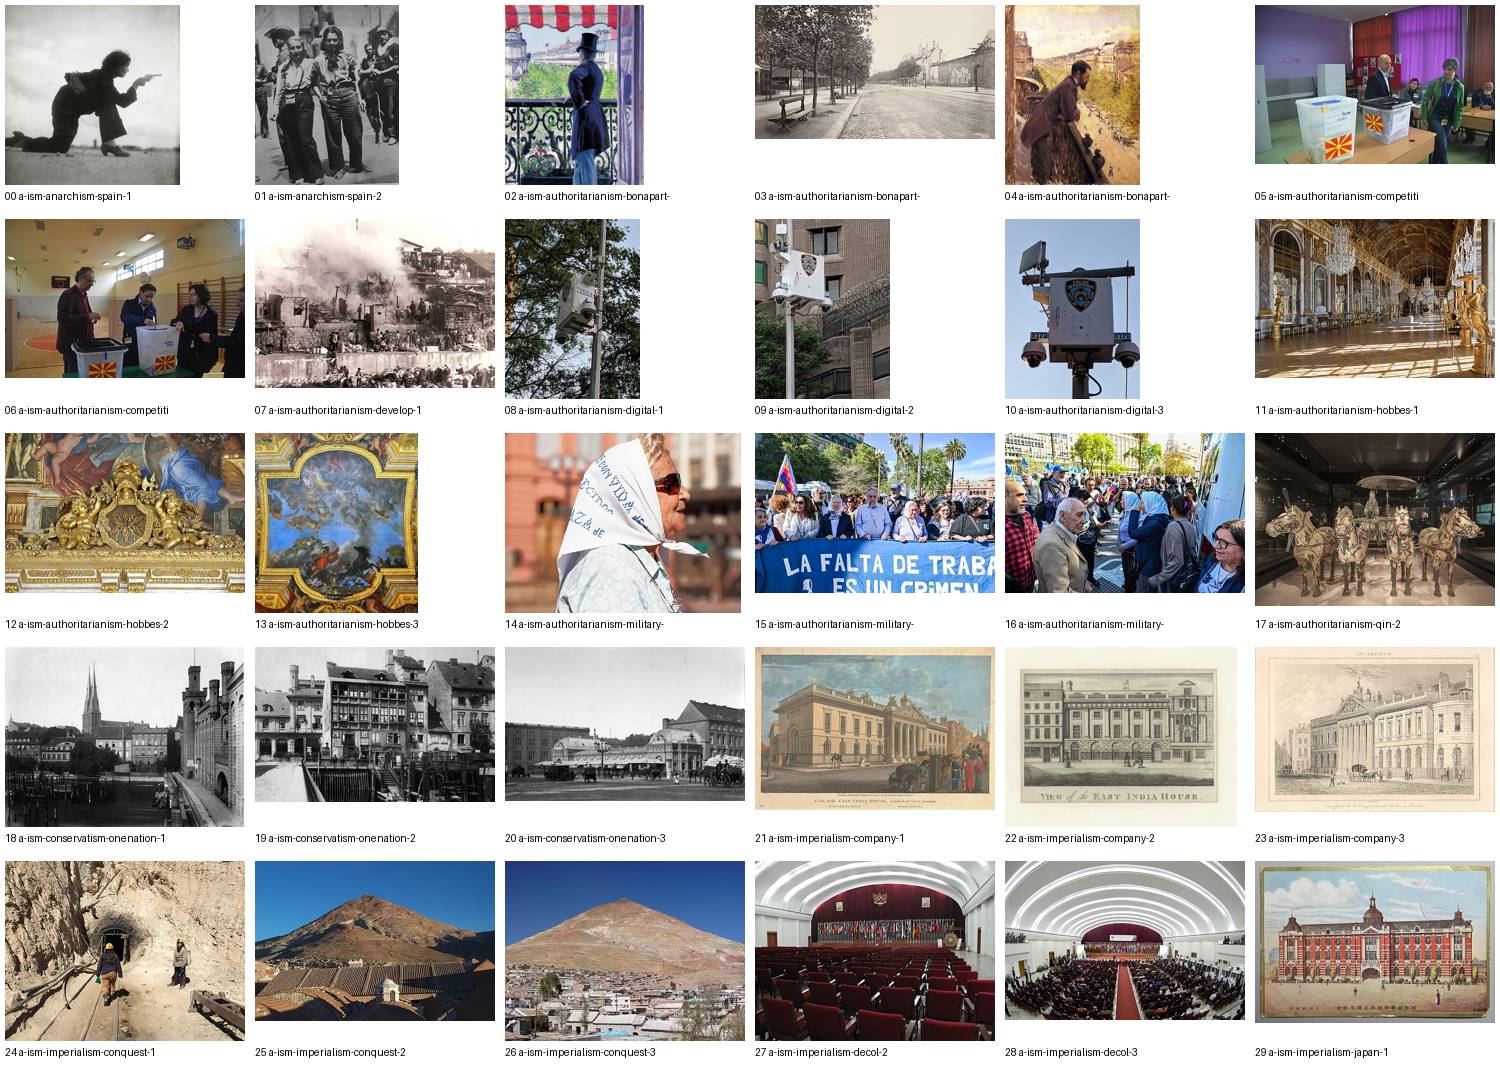 00 a-ism-anarchism-spain-1
01 a-ism-anarchism-spain-2
02 a-ism-authoritarianism-bonapart-
03 a-ism-authoritarianism-bonapart-
04 a-ism-authoritarianism-bonapart-
05 a-ism-authoritarianism-competiti
06 a-ism-authoritarianism-competiti
07 a-ism-authoritarianism-develop-1
08 a-ism-authoritarianism-digital-1
09 a-ism-authoritarianism-digital-2
10 a-ism-authoritarianism-digital-3
11 a-ism-authoritarianism-hobbes-1
LA FALTA DE TRABA
ES UN CRIMEN
12 a-ism-authoritarianism-hobbes-2
13 a-ism-authoritarianism-hobbes-3
14 a-ism-authoritarianism-military-
15 a-ism-authoritarianism-military-
16 a-ism-authoritarianism-military-
17 a-ism-authoritarianism-qin-2
VIEW of the EAST INDIA HOUSE.
18 a-ism-conservatism-onenation-1
19 a-ism-conservatism-onenation-2
20 a-ism-conservatism-onenation-3
21 a-ism-imperialism-company-1
22 a-ism-imperialism-company-2
23 a-ism-imperialism-company-3
24 a-ism-imperialism-conquest-1
25 a-ism-imperialism-conquest-2
26 a-ism-imperialism-conquest-3
27 a-ism-imperialism-decol-2
28 a-ism-imperialism-decol-3
29 a-ism-imperialism-japan-1